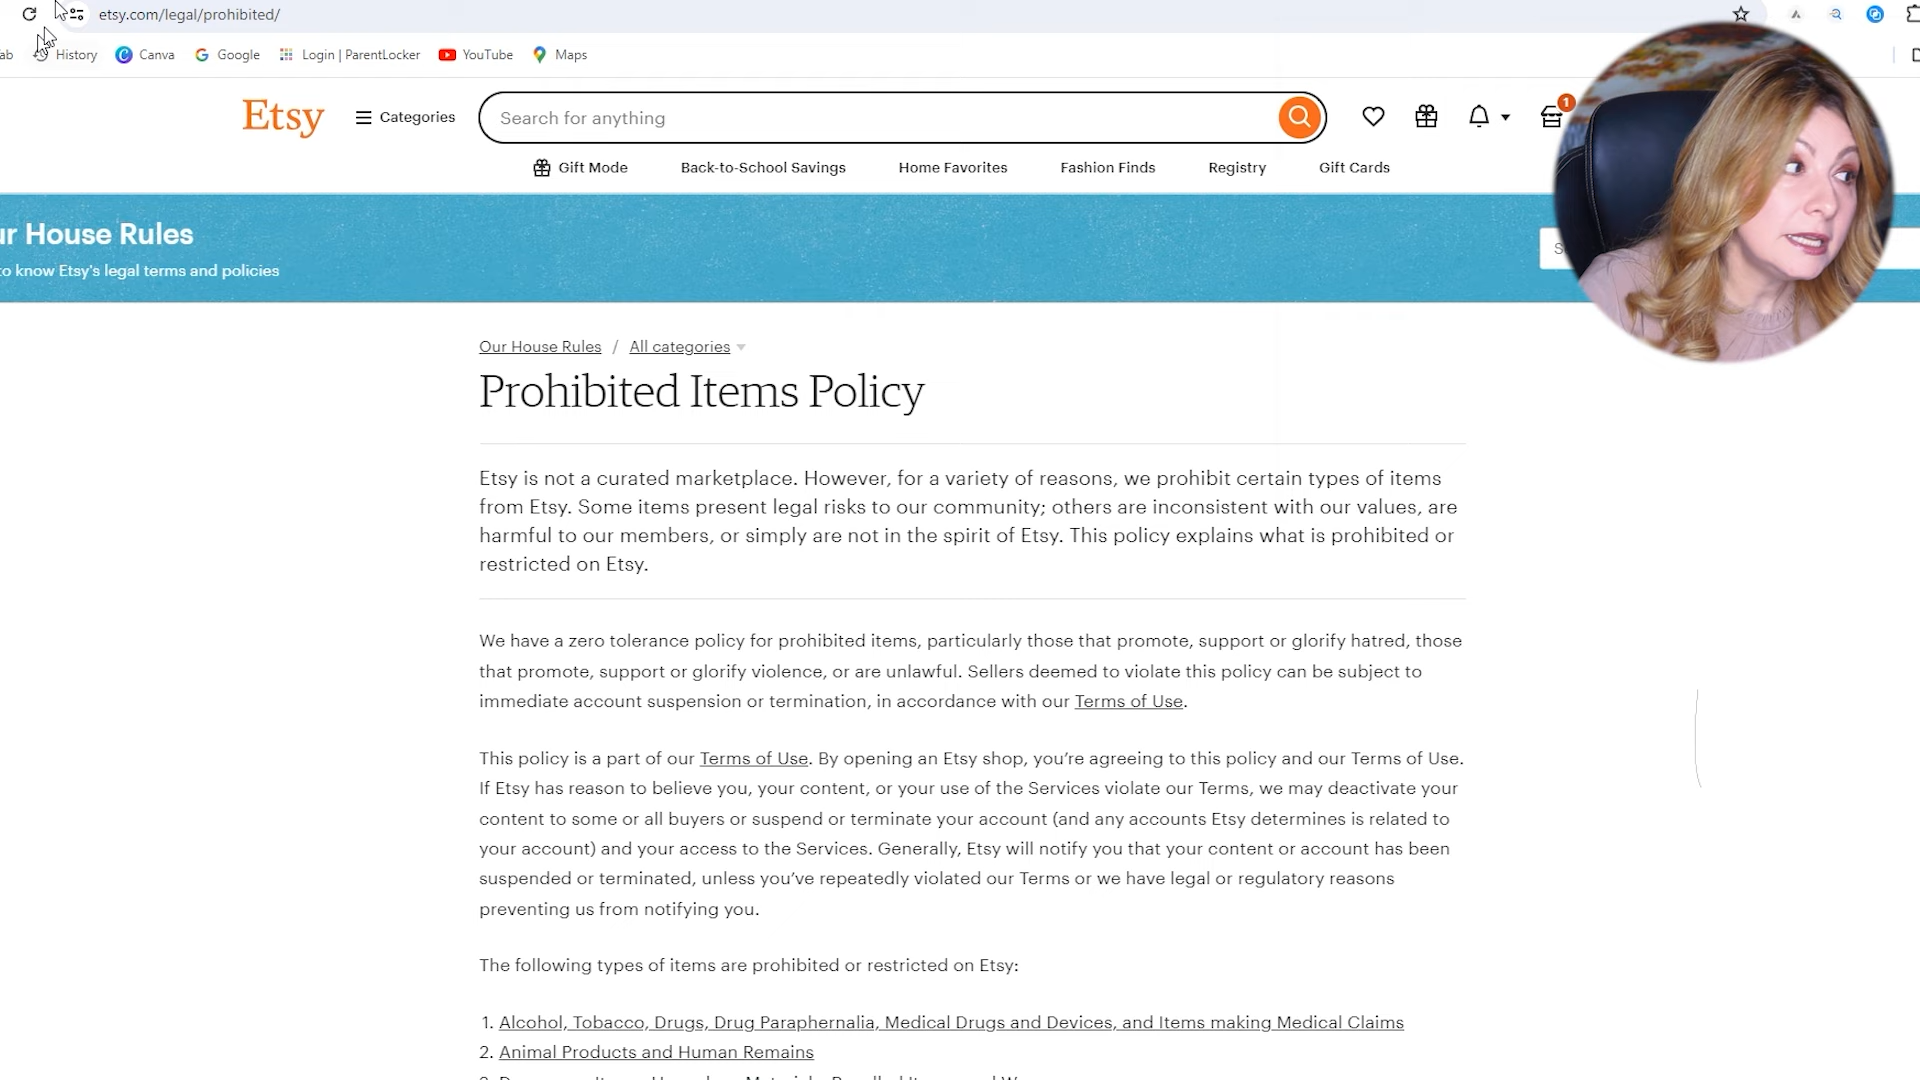 etsy.com/legal/prohibited/
History Canva Google Login | ParentLocker YouTube Maps
Etsy Categories Search for anything 1
Gift Mode Back-to-School Savings Home Favorites Fashion Finds Registry Gift Cards
House Rules
to know Etsy's legal terms and policies
Our House Rules / All categories
Prohibited Items Policy
Etsy is not a curated marketplace. However, for a variety of reasons, we prohibit certain types of items
from Etsy. Some items present legal risks to our community; others are inconsistent with our values, are
harmful to our members, or simply are not in the spirit of Etsy. This policy explains what is prohibited or
restricted on Etsy.
We have a zero tolerance policy for prohibited items, particularly those that promote, support or glorify hatred, those
that promote, support or glorify violence, or are unlawful. Sellers deemed to violate this policy can be subject to
immediate account suspension or termination, in accordance with our Terms of Use.
This policy is a part of our Terms of Use. By opening an Etsy shop, you're agreeing to this policy and our Terms of Use.
If Etsy has reason to believe you, your content, or your use of the Services violate our Terms, we may deactivate your
content to some or all buyers or suspend or terminate your account (and any accounts Etsy determines is related to
your account) and your access to the Services. Generally, Etsy will notify you that your content or account has been
suspended or terminated, unless you've repeatedly violated our Terms or we have legal or regulatory reasons
preventing us from notifying you.
The following types of items are prohibited or restricted on Etsy:
1. Alcohol, Tobacco, Drugs, Drug Paraphernalia, Medical Drugs and Devices, and Items making Medical Claims
2. Animal Products and Human Remains